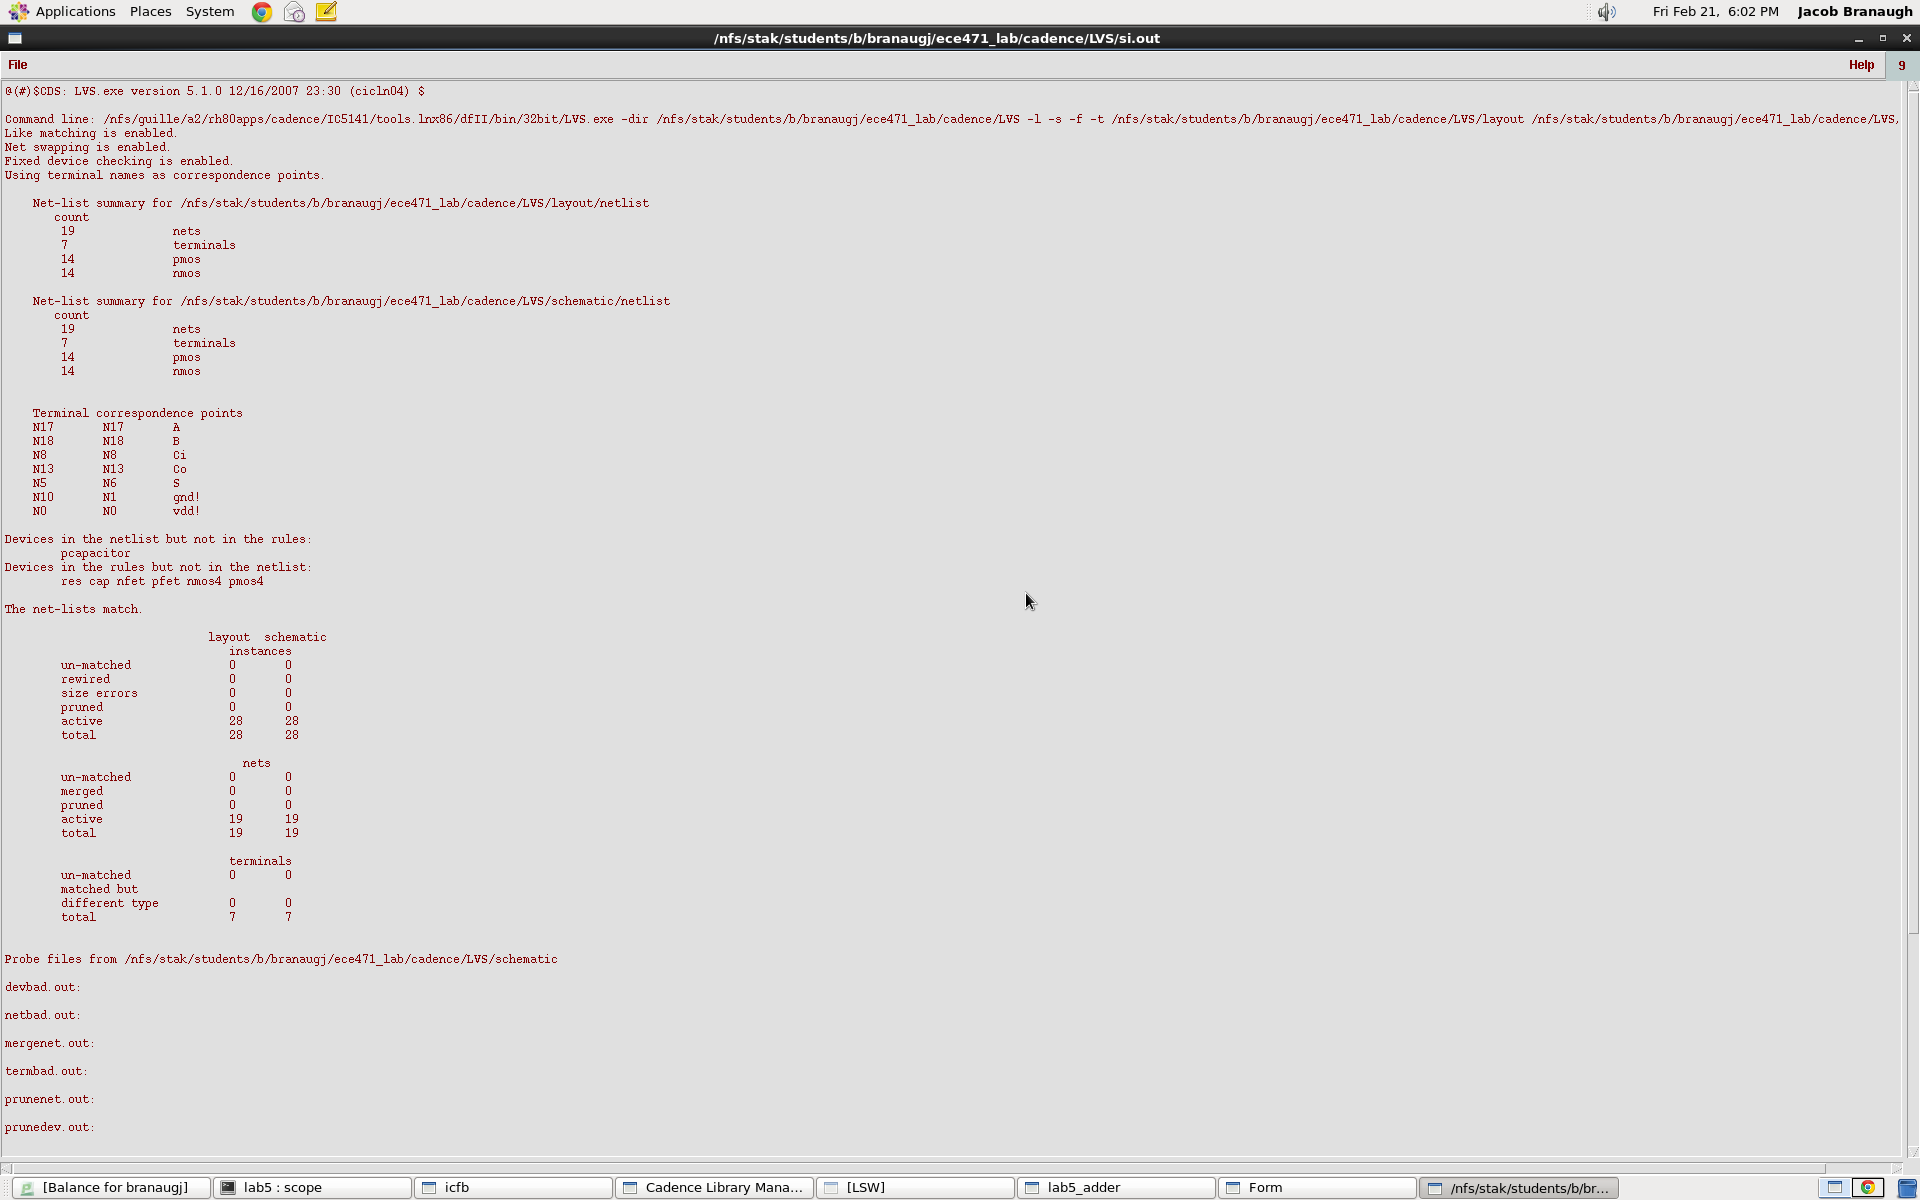 Applications Places System Fri Feb 21, 6:02 PM Jacob Branaugh
/nfs/stak/students/b/branaugj/ece471_lab/cadence/LVS/si.out
File Help 9
@(#)$CDS: LVS.exe version 5.1.0 12/16/2007 23:30 (cicln04) $
Command line: /nfs/guille/a2/rh80apps/cadence/IC5141/tools.lnx86/dfII/bin/32bit/LVS.exe -dir /nfs/stak/students/b/branaugj/ece471_lab/cadence/LVS -l -s -f -t /nfs/stak/students/b/branaugj/ece471_lab/cadence/LVS/layout /nfs/stak/students/b/branaugj/ece471_lab/cadence/LVS,
Like matching is enabled.
Net swapping is enabled.
Fixed device checking is enabled.
Using terminal names as correspondence points.
Net-list summary for /nfs/stak/students/b/branaugj/ece471_lab/cadence/LVS/layout/netlist
count
19 nets
7 terminals
14 pmos
14 nmos
Net-list summary for /nfs/stak/students/b/branaugj/ece471_lab/cadence/LVS/schematic/netlist
count
19 nets
7 terminals
14 pmos
14 nmos
Terminal correspondence points
N17 N17 A
N18 N18 B
N8 N8 Ci
N13 N13 Co
N5 N6 S
N10 N1 gnd!
N0 N0 vdd!
Devices in the netlist but not in the rules:
pcapacitor
Devices in the rules but not in the netlist:
res cap nfet pfet nmos4 pmos4
The net-lists match.
layout schematic
instances
un-matched 0 0
rewired 0 0
size errors 0 0
pruned 0 0
active 28 28
total 28 28
nets
un-matched 0 0
merged 0 0
pruned 0 0
active 19 19
total 19 19
terminals
un-matched 0 0
matched but
different type 0 0
total 7 7
Probe files from /nfs/stak/students/b/branaugj/ece471_lab/cadence/LVS/schematic
devbad.out:
netbad.out:
mergenet.out:
termbad.out:
prunenet.out:
prunedev.out:
[Balance for branaugj] lab5 : scope icfb Cadence Library Mana... [LSW] lab5_adder Form /nfs/stak/students/b/br...